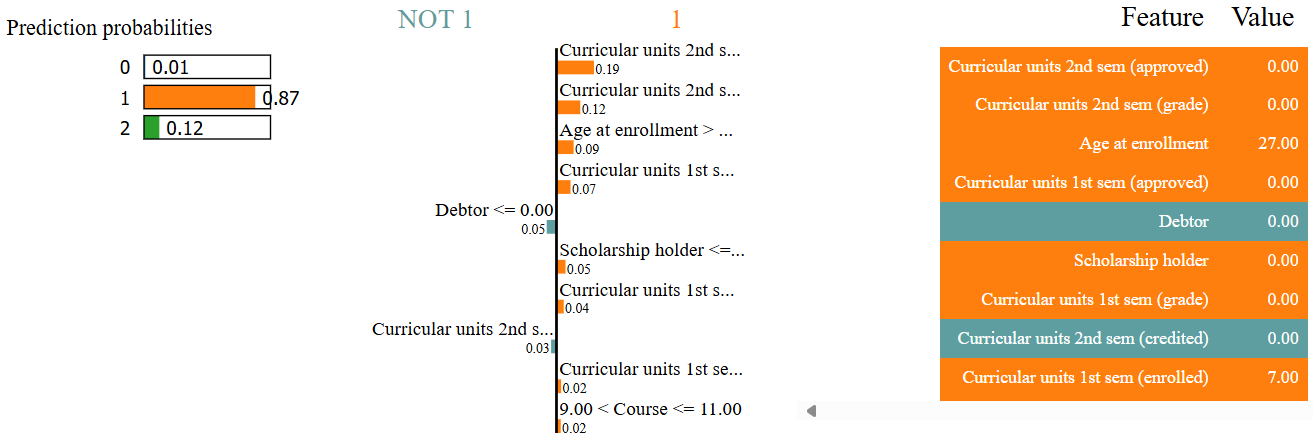 Prediction probabilities
0 0.01
1 0.87
2 0.12
NOT 1 1
Curricular units 2nd s...
0.19
Curricular units 2nd s...
0.12
Age at enrollment > ...
0.09
Curricular units 1st s...
0.07
Debtor <= 0.00
0.05
Scholarship holder <=...
0.05
Curricular units 1st s...
0.04
Curricular units 2nd s...
0.03
Curricular units 1st se...
0.02
9.00 < Course <= 11.00
0.02
Feature Value
Curricular units 2nd sem (approved) 0.00
Curricular units 2nd sem (grade) 0.00
Age at enrollment 27.00
Curricular units 1st sem (approved) 0.00
Debtor 0.00
Scholarship holder 0.00
Curricular units 1st sem (grade) 0.00
Curricular units 2nd sem (credited) 0.00
Curricular units 1st sem (enrolled) 7.00